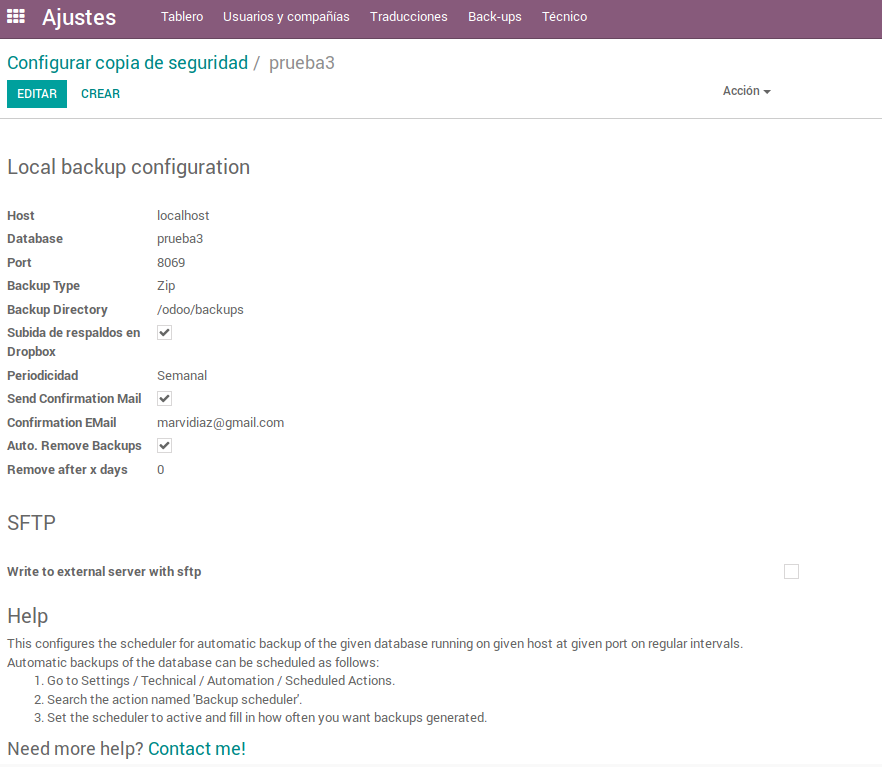 Ajustes Tablero Usuarios y compañías Traducciones Back-ups Técnico
Configurar copia de seguridad / prueba3
EDITAR CREAR Acción
Local backup configuration
Host localhost
Database prueba3
Port 8069
Backup Type Zip
Backup Directory /odoo/backups
Subida de respaldos en
Dropbox
Periodicidad Semanal
Send Confirmation Mail
Confirmation EMail marvidiaz@gmail.com
Auto. Remove Backups
Remove after x days 0
SFTP
Write to external server with sftp
Help
This configures the scheduler for automatic backup of the given database running on given host at given port on regular intervals.
Automatic backups of the database can be scheduled as follows:
1. Go to Settings / Technical / Automation / Scheduled Actions.
2. Search the action named 'Backup scheduler'.
3. Set the scheduler to active and fill in how often you want backups generated.
Need more help? Contact me!